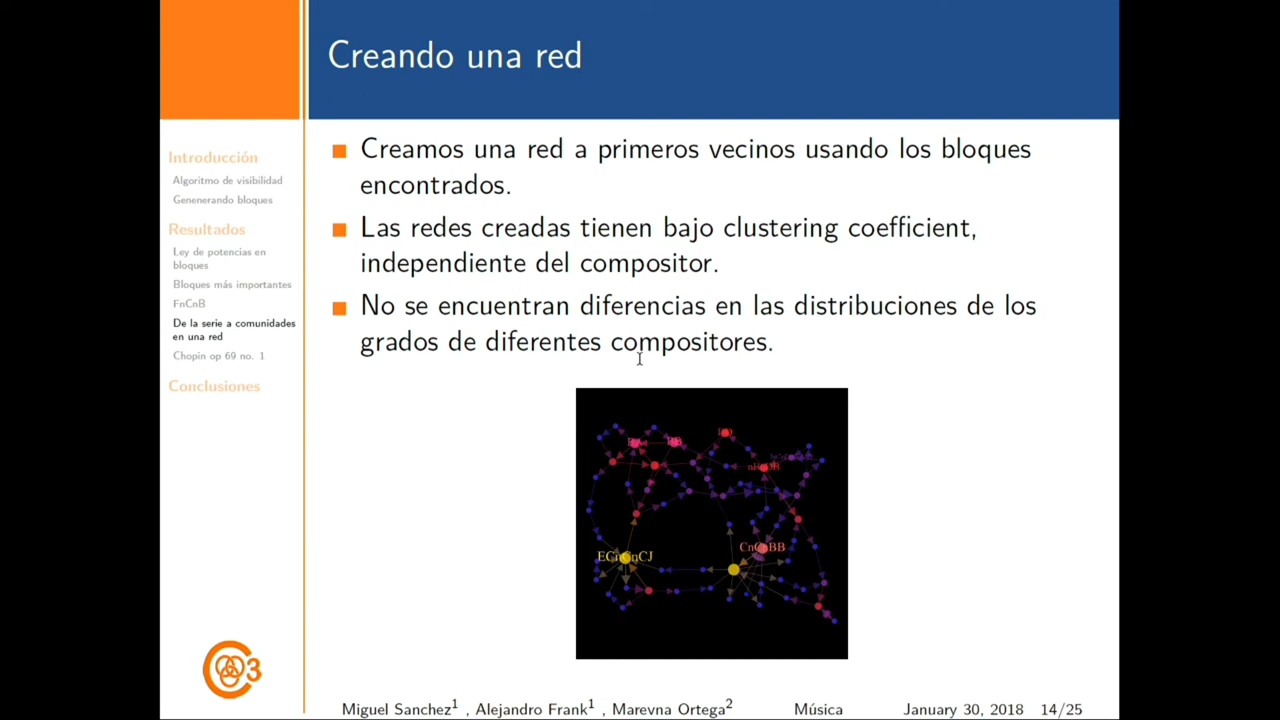 Creando una red
Introducción
Algoritmo de visibilidad
Genenerando bloques
Resultados
Ley de potencias en
bloques
Bloques más importantes
FnCnB
De la serie a comunidades
en una red
Chopin op 69 no. 1
Conclusiones
Creamos una red a primeros vecinos usando los bloques
encontrados.
Las redes creadas tienen bajo clustering coefficient,
independiente del compositor.
No se encuentran diferencias en las distribuciones de los
grados de diferentes compositores.
CnCnBB
3
Miguel Sanchez1 , Alejandro Frank1 , Marevna Ortega2 Música January 30, 2018 14/25